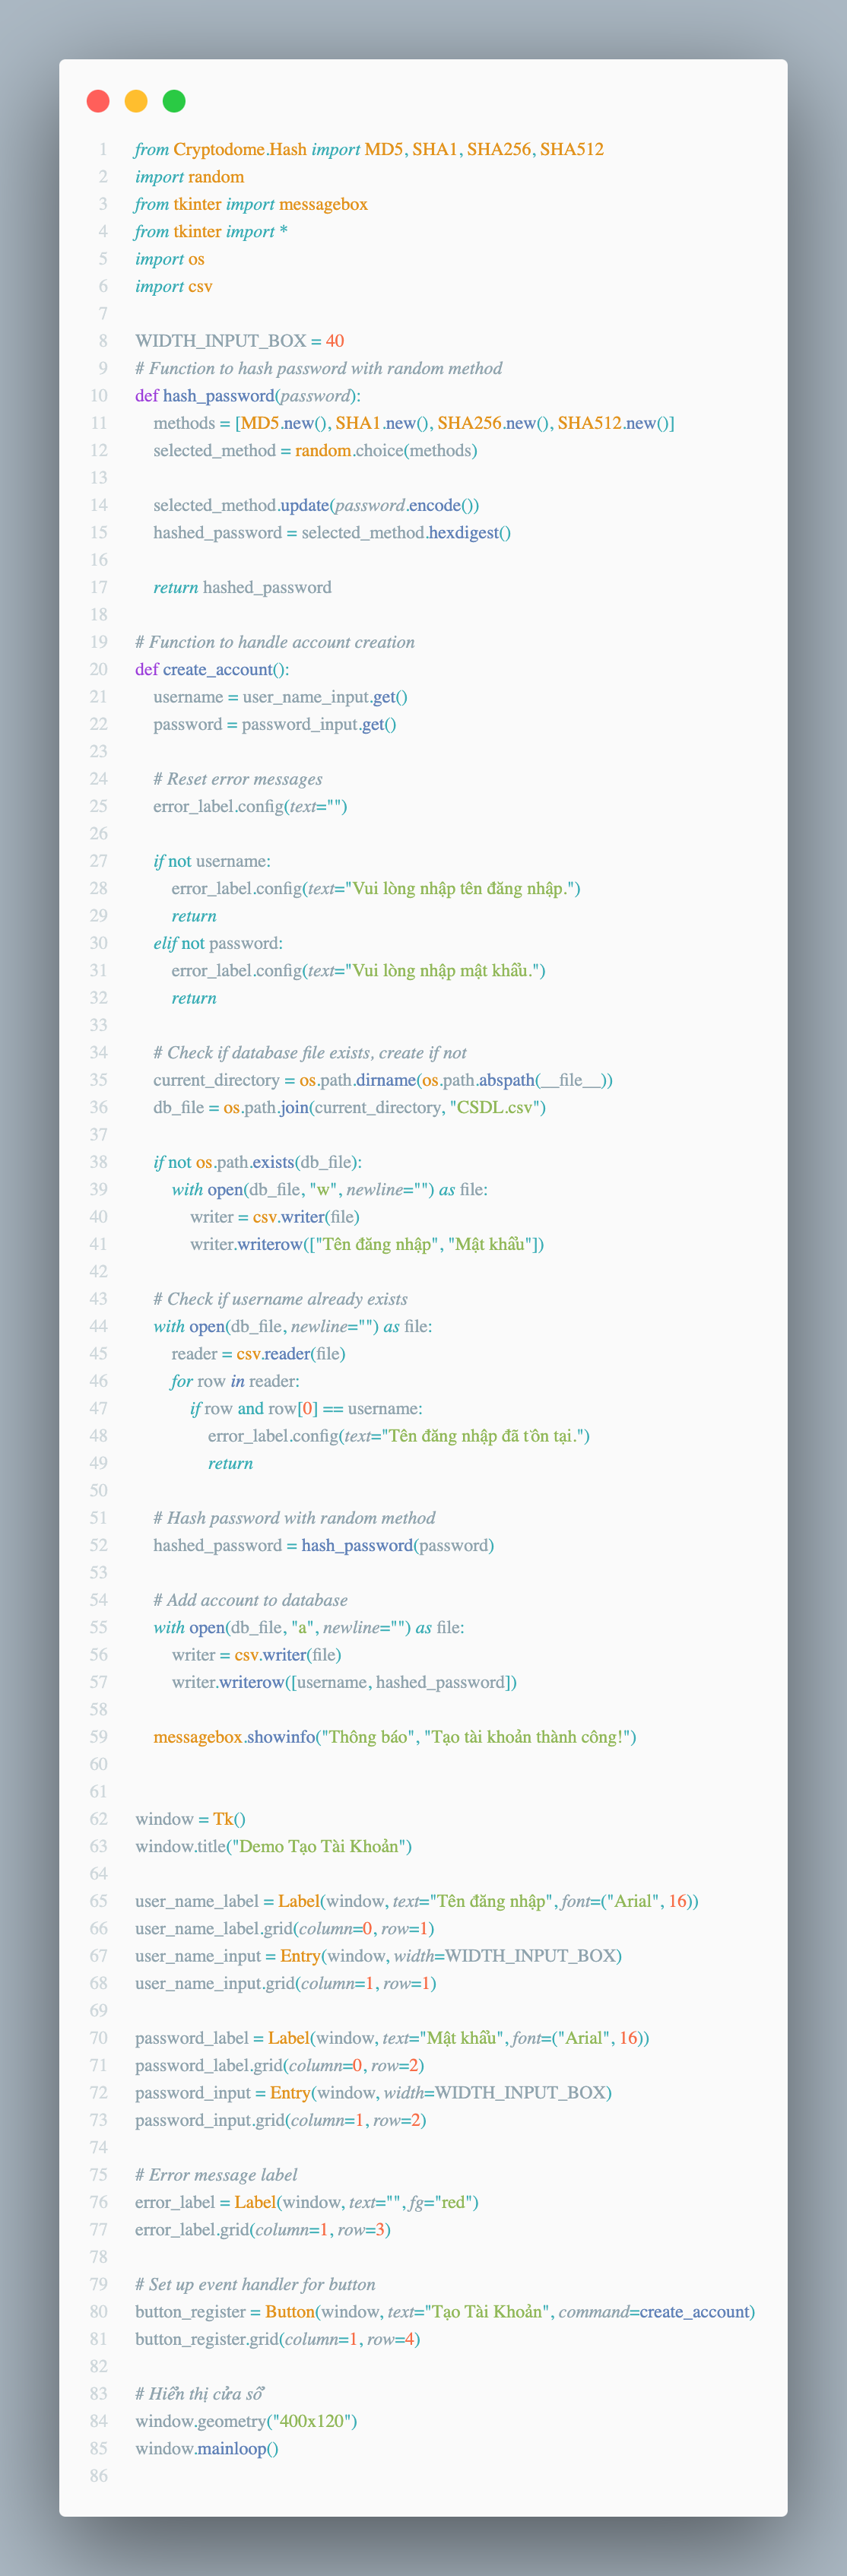 1 from Cryptodome.Hash import MD5, SHA1, SHA256, SHA512
2 import random
3 from tkinter import messagebox
4 from tkinter import *
5 import os
6 import csv
7
8 WIDTH_INPUT_BOX = 40
9 # Function to hash password with random method
10 def hash_password(password):
11     methods = [MD5.new(), SHA1.new(), SHA256.new(), SHA512.new()]
12     selected_method = random.choice(methods)
13
14     selected_method.update(password.encode())
15     hashed_password = selected_method.hexdigest()
16
17     return hashed_password
18
19 # Function to handle account creation
20 def create_account():
21     username = user_name_input.get()
22     password = password_input.get()
23
24     # Reset error messages
25     error_label.config(text="")
26
27     if not username:
28         error_label.config(text="Vui lòng nhập tên đăng nhập.")
29         return
30     elif not password:
31         error_label.config(text="Vui lòng nhập mật khẩu.")
32         return
33
34     # Check if database file exists, create if not
35     current_directory = os.path.dirname(os.path.abspath(__file__))
36     db_file = os.path.join(current_directory, "CSDL.csv")
37
38     if not os.path.exists(db_file):
39         with open(db_file, "w", newline="") as file:
40             writer = csv.writer(file)
41             writer.writerow(["Tên đăng nhập", "Mật khẩu"])
42
43     # Check if username already exists
44     with open(db_file, newline="") as file:
45         reader = csv.reader(file)
46         for row in reader:
47             if row and row[0] == username:
48                 error_label.config(text="Tên đăng nhập đã tồn tại.")
49                 return
50
51     # Hash password with random method
52     hashed_password = hash_password(password)
53
54     # Add account to database
55     with open(db_file, "a", newline="") as file:
56         writer = csv.writer(file)
57         writer.writerow([username, hashed_password])
58
59     messagebox.showinfo("Thông báo", "Tạo tài khoản thành công!")
60
61
62 window = Tk()
63 window.title("Demo Tạo Tài Khoản")
64
65 user_name_label = Label(window, text="Tên đăng nhập", font=("Arial", 16))
66 user_name_label.grid(column=0, row=1)
67 user_name_input = Entry(window, width=WIDTH_INPUT_BOX)
68 user_name_input.grid(column=1, row=1)
69
70 password_label = Label(window, text="Mật khẩu", font=("Arial", 16))
71 password_label.grid(column=0, row=2)
72 password_input = Entry(window, width=WIDTH_INPUT_BOX)
73 password_input.grid(column=1, row=2)
74
75 # Error message label
76 error_label = Label(window, text="", fg="red")
77 error_label.grid(column=1, row=3)
78
79 # Set up event handler for button
80 button_register = Button(window, text="Tạo Tài Khoản", command=create_account)
81 button_register.grid(column=1, row=4)
82
83 # Hiển thị cửa sổ
84 window.geometry("400x120")
85 window.mainloop()
86